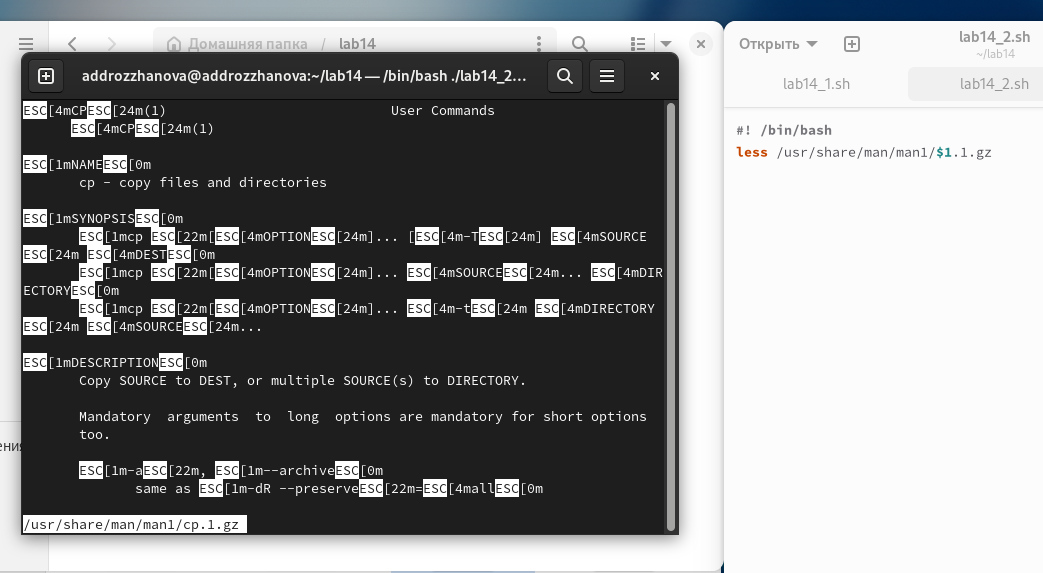 Домашняя папка / lab14
addrozzhanova@addrozzhanova:~/lab14 — /bin/bash ./lab14_2...
ESC[4mCPESC[24m(1) User Commands
ESC[4mCPESC[24m(1)
ESC[1mNAMEESC[0m
cp - copy files and directories
ESC[1mSYNOPSISESC[0m
ESC[1mcp ESC[22m[ESC[4mOPTIONESC[24m]... [ESC[4m-TESC[24m] ESC[4mSOURCE
ESC[24m ESC[4mDESTESC[0m
ESC[1mcp ESC[22m[ESC[4mOPTIONESC[24m]... ESC[4mSOURCEESC[24m... ESC[4mDIR
ECTORYESC[0m
ESC[1mcp ESC[22m[ESC[4mOPTIONESC[24m]... ESC[4m-tESC[24m ESC[4mDIRECTORY
ESC[24m ESC[4mSOURCEESC[24m...
ESC[1mDESCRIPTIONESC[0m
Copy SOURCE to DEST, or multiple SOURCE(s) to DIRECTORY.
Mandatory arguments to long options are mandatory for short options
too.
ESC[1m-aESC[22m, ESC[1m--archiveESC[0m
same as ESC[1m-dR --preserveESC[22m=ESC[4mallESC[0m
/usr/share/man/man1/cp.1.gz
Открыть
lab14_2.sh
~/lab14
lab14_1.sh
lab14_2.sh
#! /bin/bash
less /usr/share/man/man1/$1.1.gz